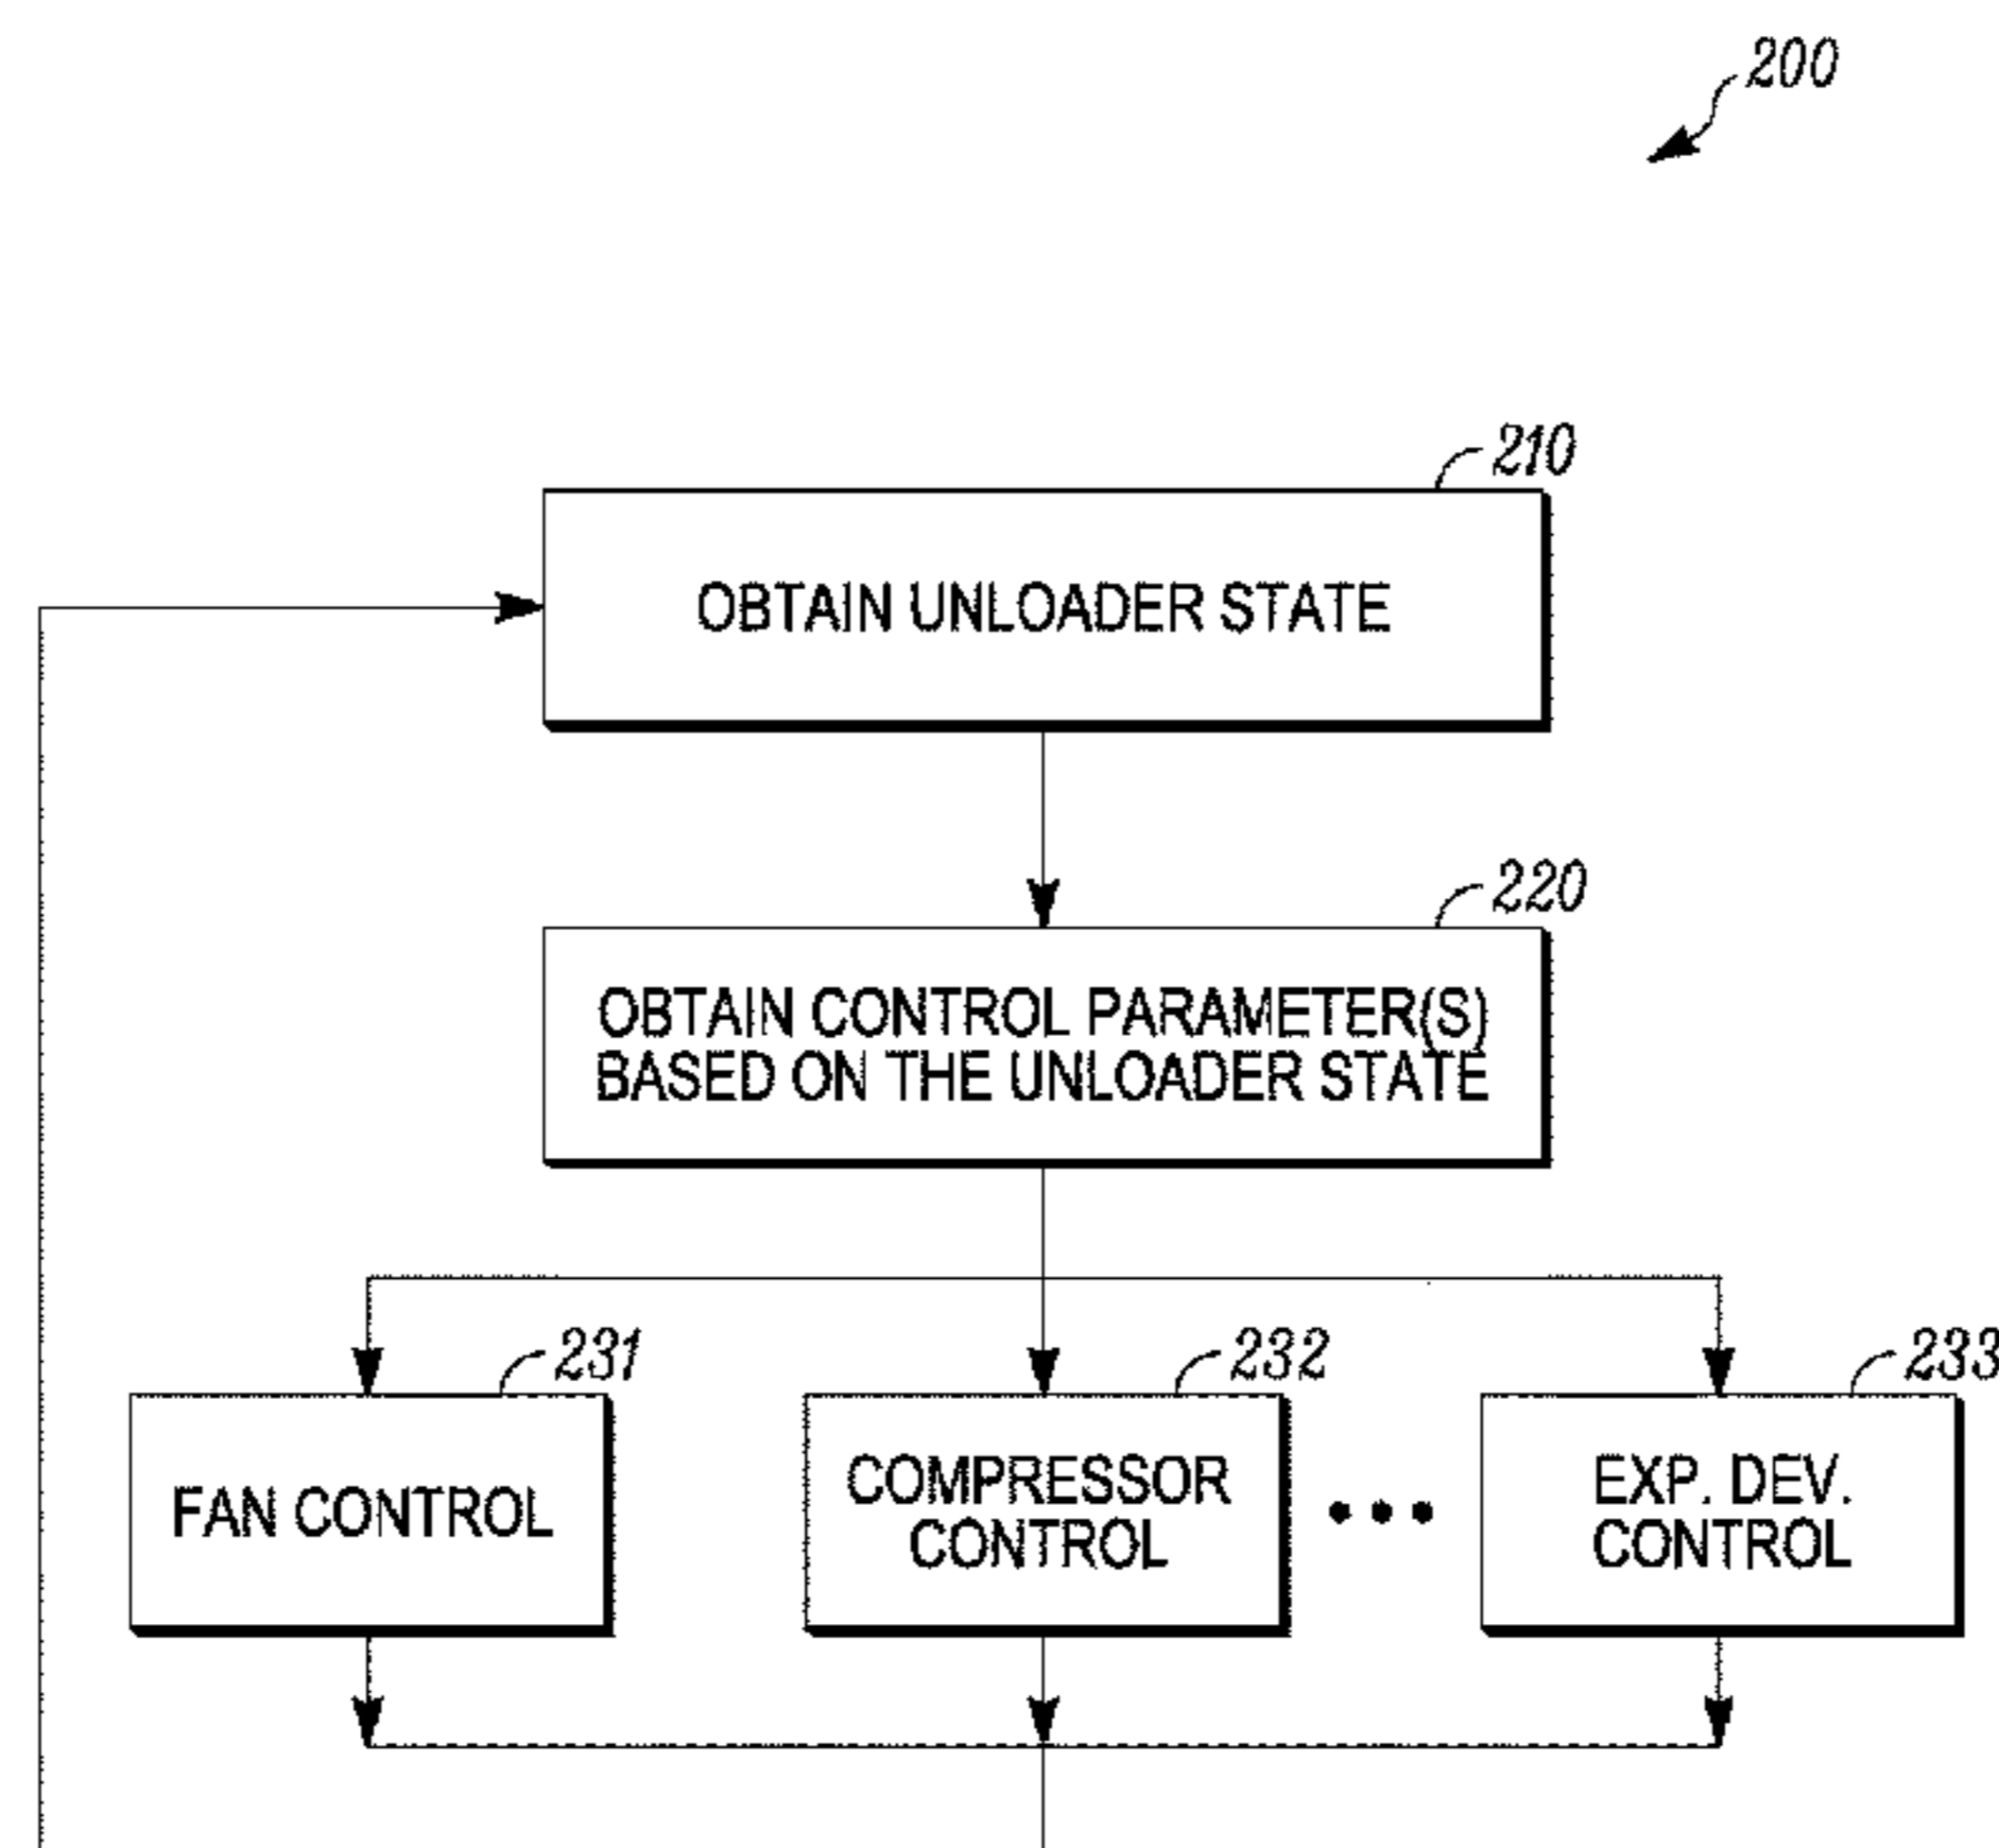 200
210
OBTAIN UNLOADER STATE
220
OBTAIN CONTROL PARAMETER(S)
BASED ON THE UNLOADER STATE
231
FAN CONTROL
232
COMPRESSOR
CONTROL
233
EXP. DEV.
CONTROL